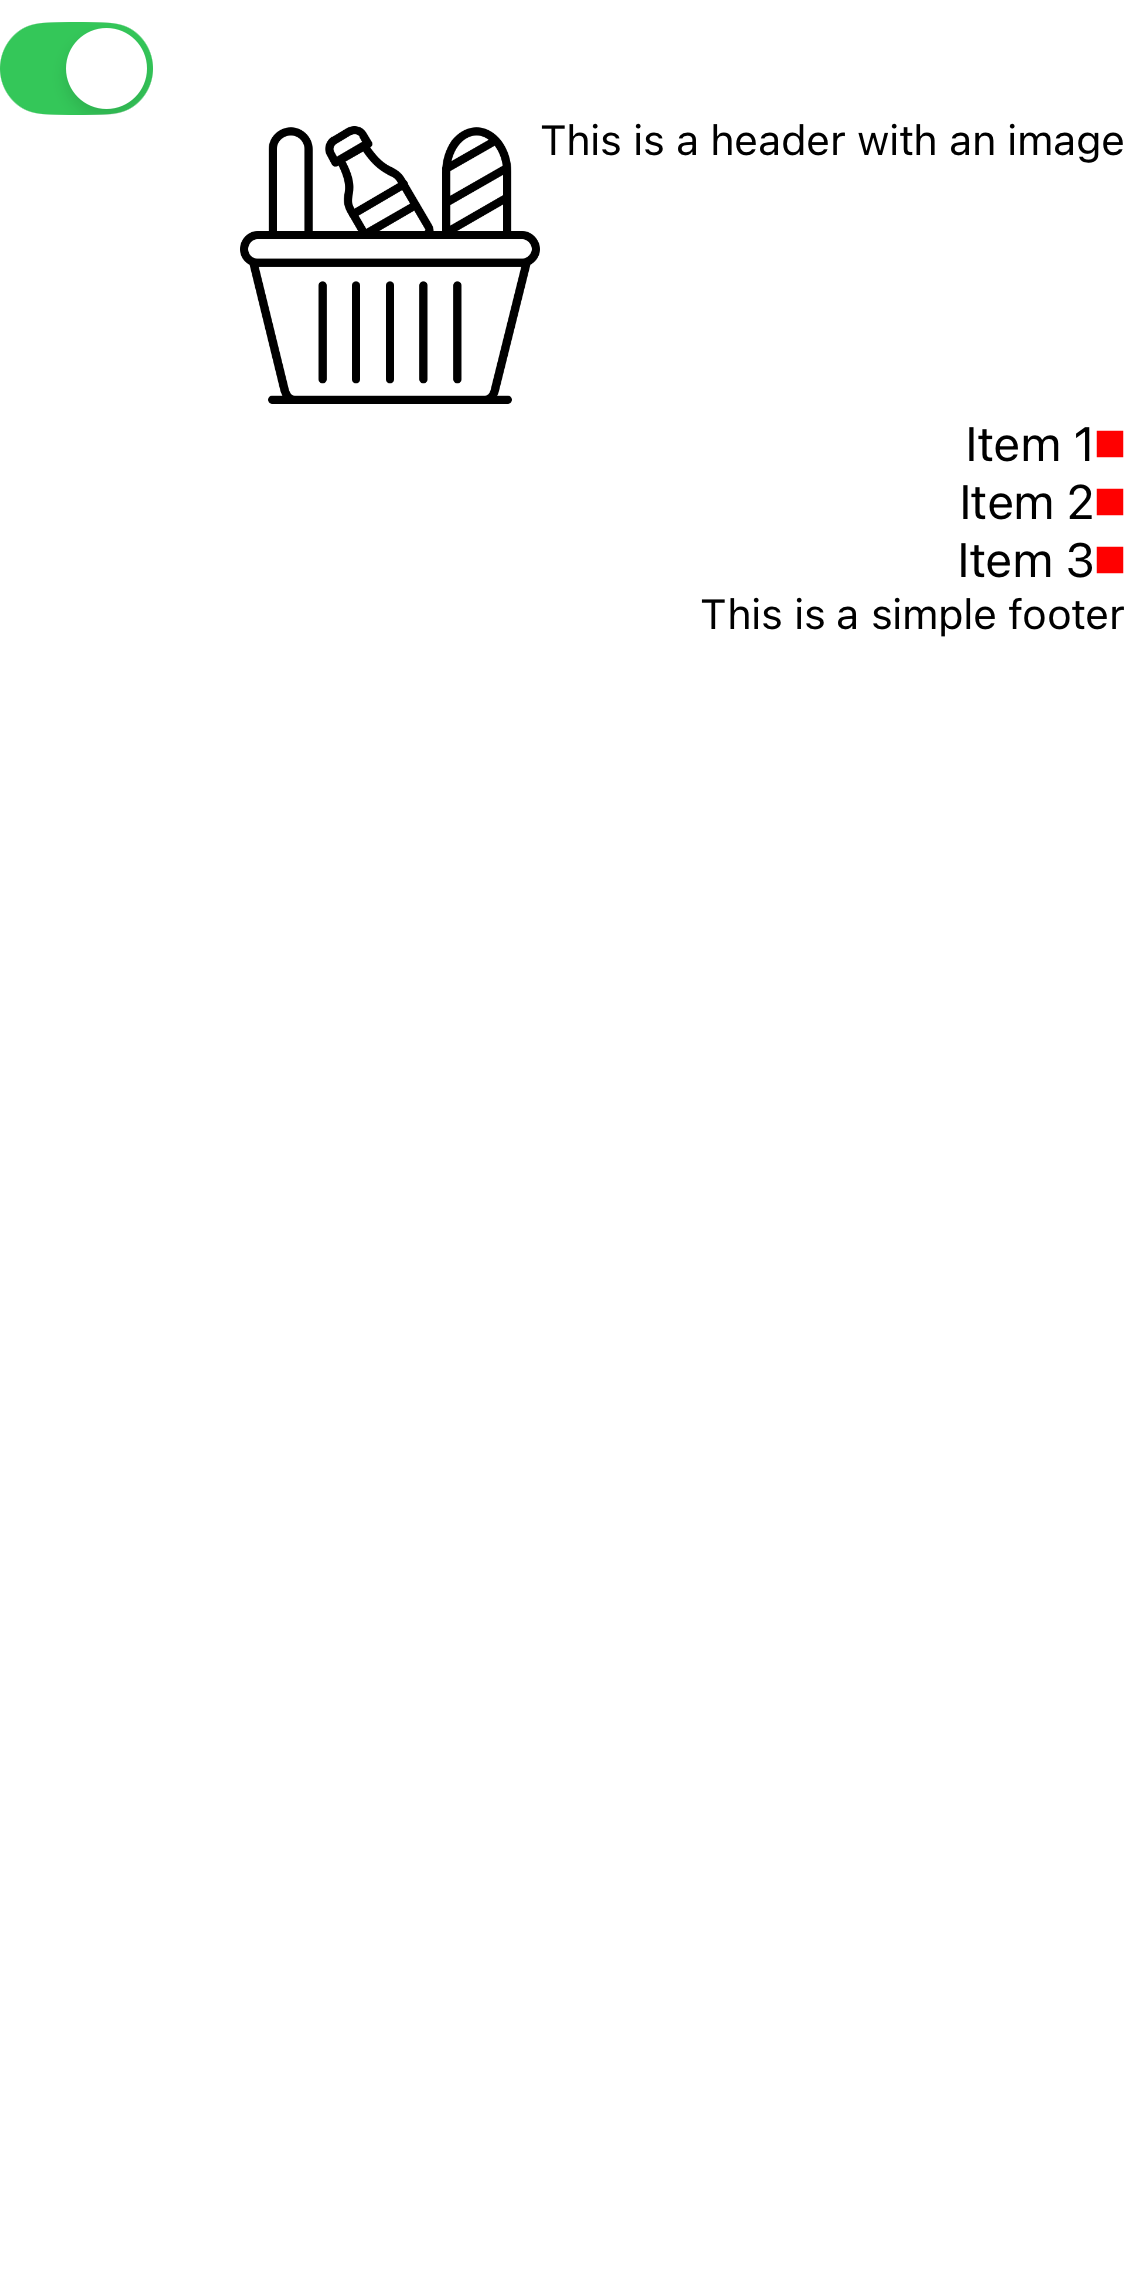 This is a header with an image
Item 1
Item 2
Item 3
This is a simple footer